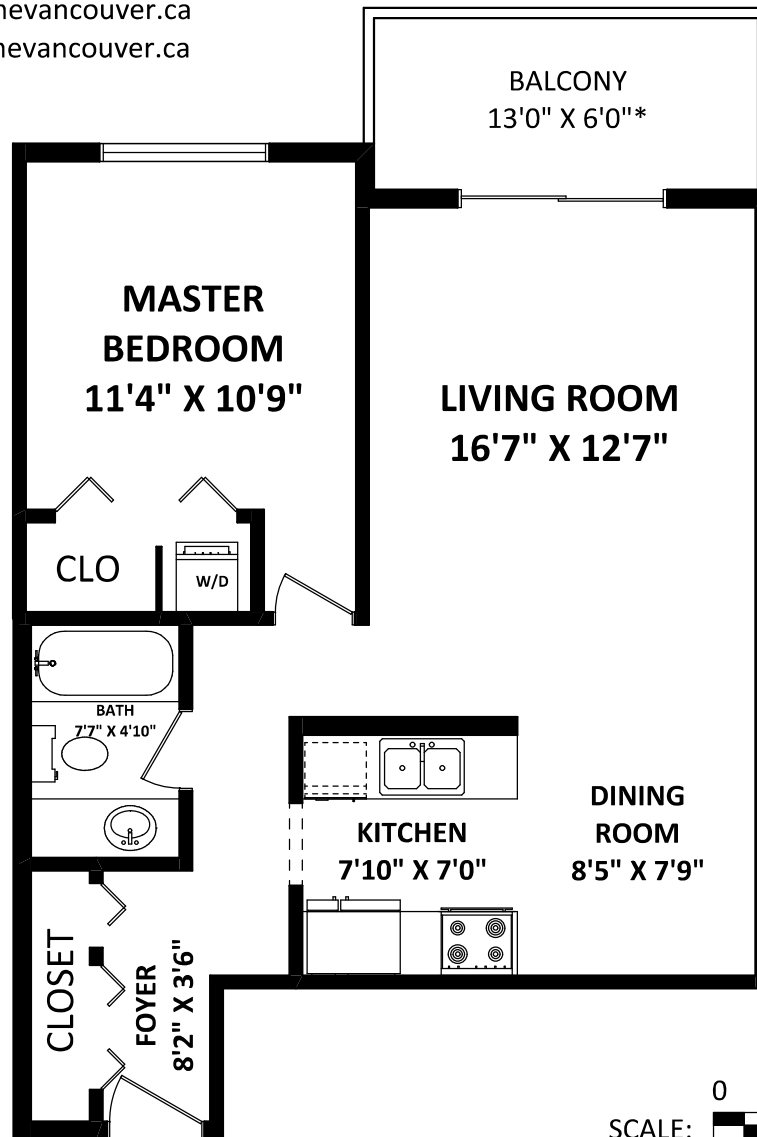 nevancouver.ca
nevancouver.ca
BALCONY
13'0" X 6'0"*
MASTER
BEDROOM
11'4" X 10'9"
LIVING ROOM
16'7" X 12'7"
CLO
W/D
BATH
7'7" X 4'10"
DINING
ROOM
8'5" X 7'9"
KITCHEN
7'10" X 7'0"
CLOSET
FOYER
8'2" X 3'6"
0
SCALE: